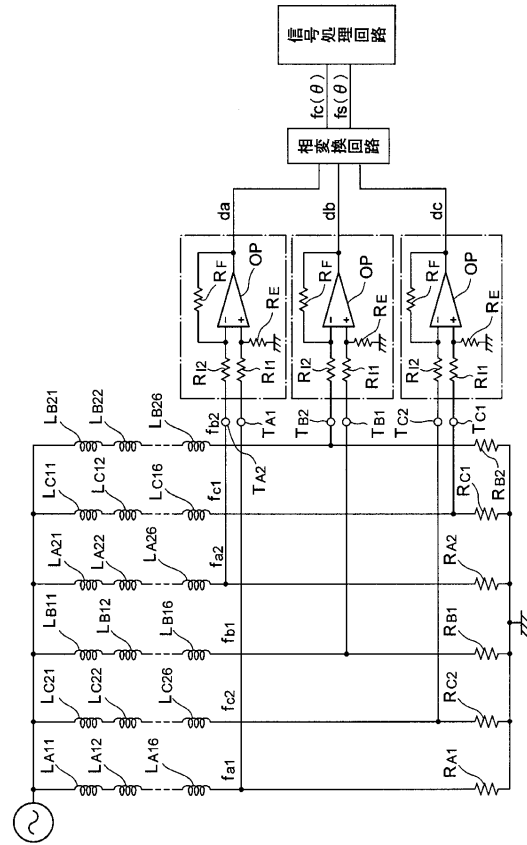 信号処理回路
fc(θ)
fs(θ)
相変換回路
da
db
dc
RF
OP
RE
RI2
RI1
RF
OP
RE
RI2
RI1
RF
OP
RE
RI2
RI1
fb2
TA2
TA1
TB2
TB1
TC2
TC1
LB21
LB22
LB26
LC11
LC12
LC16
fc1
LA21
LA22
LA26
fa2
LB11
LB12
LB16
fb1
LC21
LC22
LC26
fc2
LA11
LA12
LA16
fa1
RB2
RC1
RA2
RB1
RC2
RA1